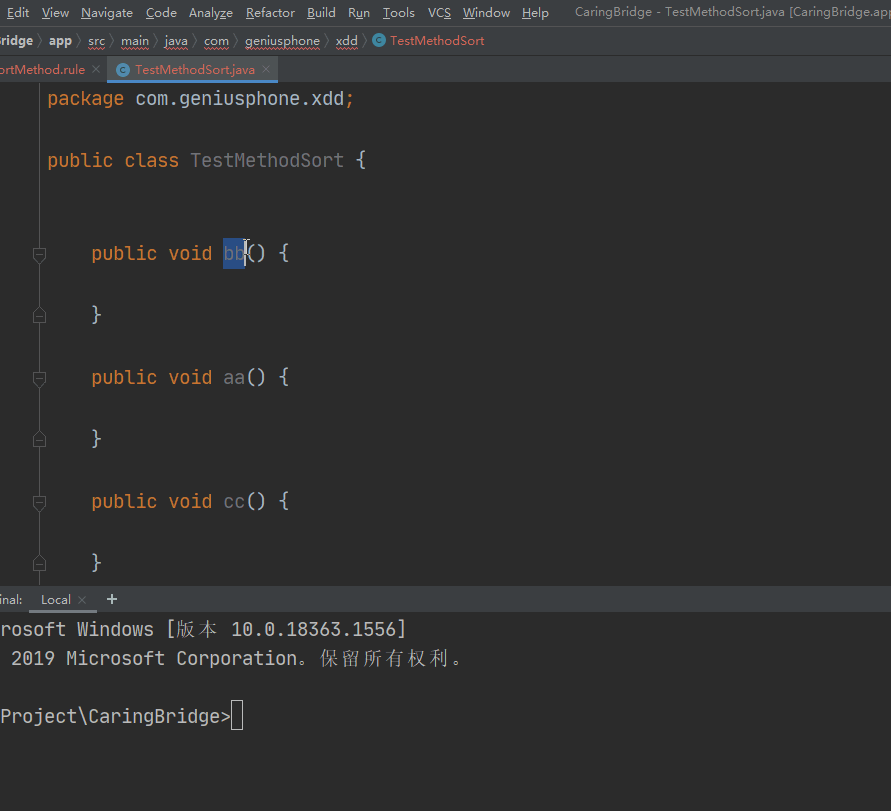 Edit View Navigate Code Analyze Refactor Build Run Tools VCS Window Help CaringBridge - TestMethodSort.java [CaringBridge.app
ridge app src main java com geniusphone xdd C TestMethodSort
ortMethod.rule × C TestMethodSort.java ×
package com.geniusphone.xdd;
public class TestMethodSort {
public void bb() {
}
public void aa() {
}
public void cc() {
}
inal: Local × +
rosoft Windows [版本 10.0.18363.1556]
2019 Microsoft Corporation。保留所有权利。
Project\CaringBridge>